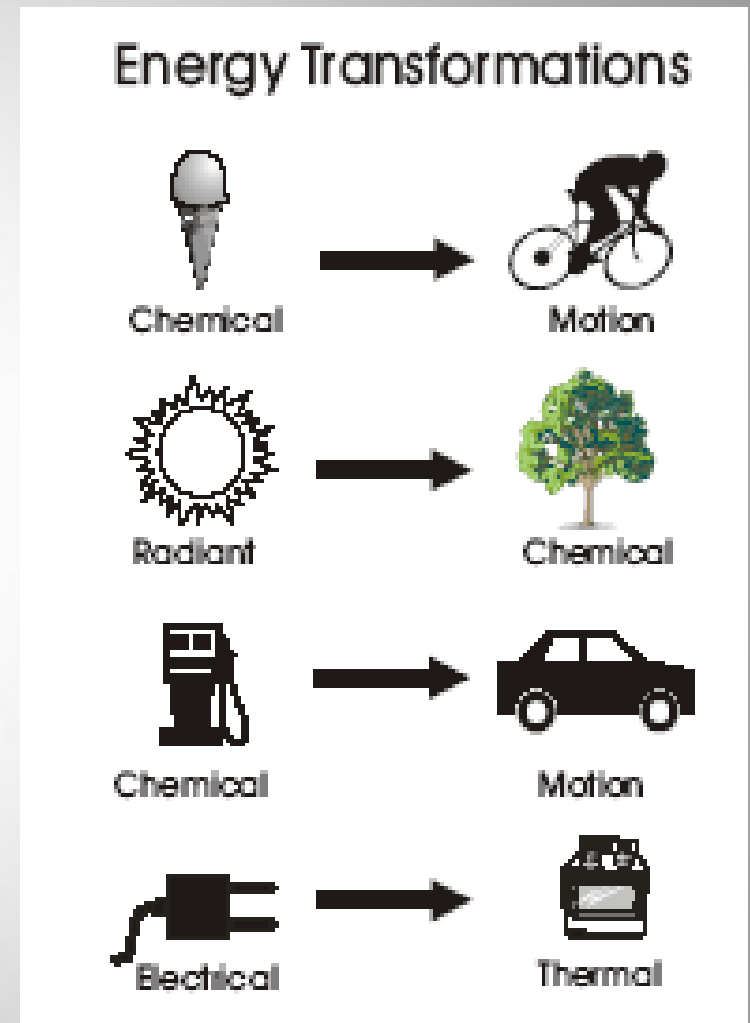 Energy Transformations
Chemical Motion
Radiant Chemical
Chemical Motion
Electrical Thermal